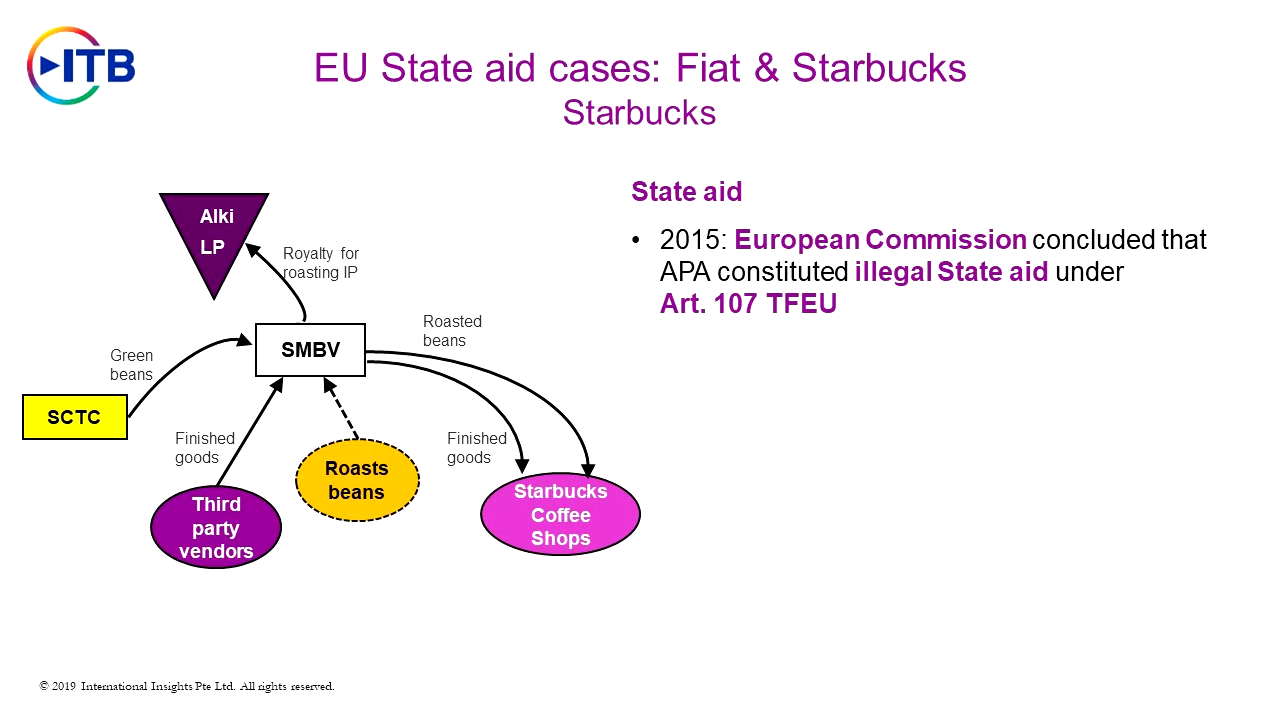 ITB
EU State aid cases: Fiat & Starbucks
Starbucks
Alki
LP
Royalty for
roasting IP
SMBV
Roasted
beans
Green
beans
SCTC
Finished
goods
Third
party
vendors
Roasts
beans
Finished
goods
Starbucks
Coffee
Shops
State aid
• 2015: European Commission concluded that
APA constituted illegal State aid under
Art. 107 TFEU
© 2019 International Insights Pte Ltd. All rights reserved.